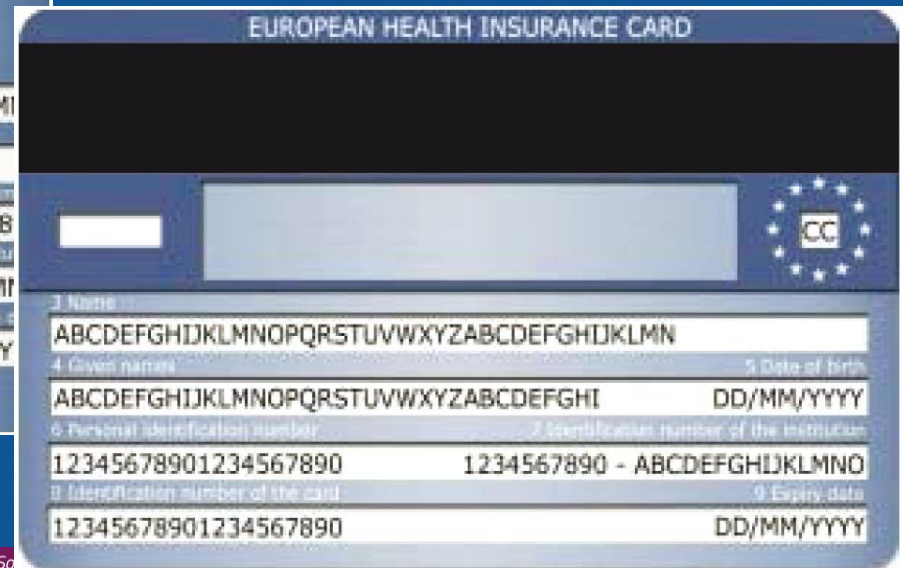 EUROPEAN HEALTH INSURANCE CARD
CC
3 Name
ABCDEFGHIJKLMNOPQRSTUVWXYZABCDEFGHIJKLMN
4 Given names 5 Date of birth
ABCDEFGHIJKLMNOPQRSTUVWXYZABCDEFGHI DD/MM/YYYY
6 Personal identification number 7 Identification number of the institution
12345678901234567890 1234567890 - ABCDEFGHIJKLMNO
8 Identification number of the card 9 Expiry date
12345678901234567890 DD/MM/YYYY